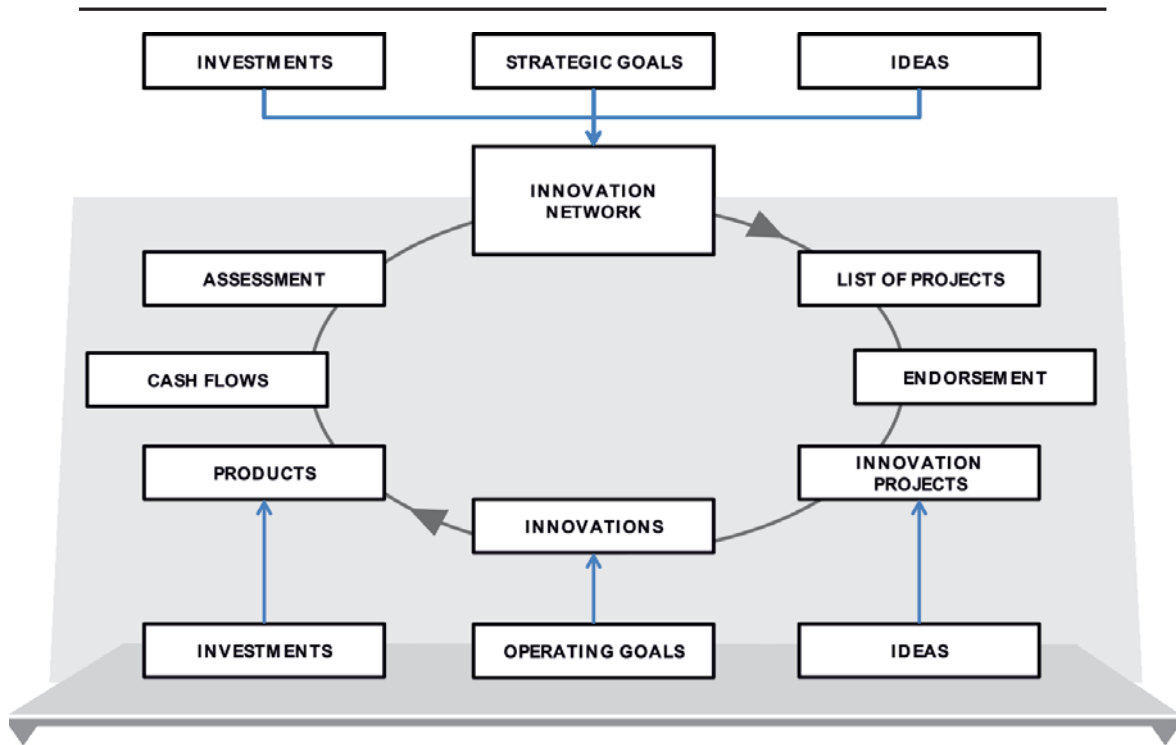 INVESTMENTS
STRATEGIC GOALS
IDEAS
INNOVATION
NETWORK
ASSESSMENT
LIST OF PROJECTS
CASH FLOWS
ENDORSEMENT
PRODUCTS
INNOVATION
PROJECTS
INNOVATIONS
INVESTMENTS
OPERATING GOALS
IDEAS